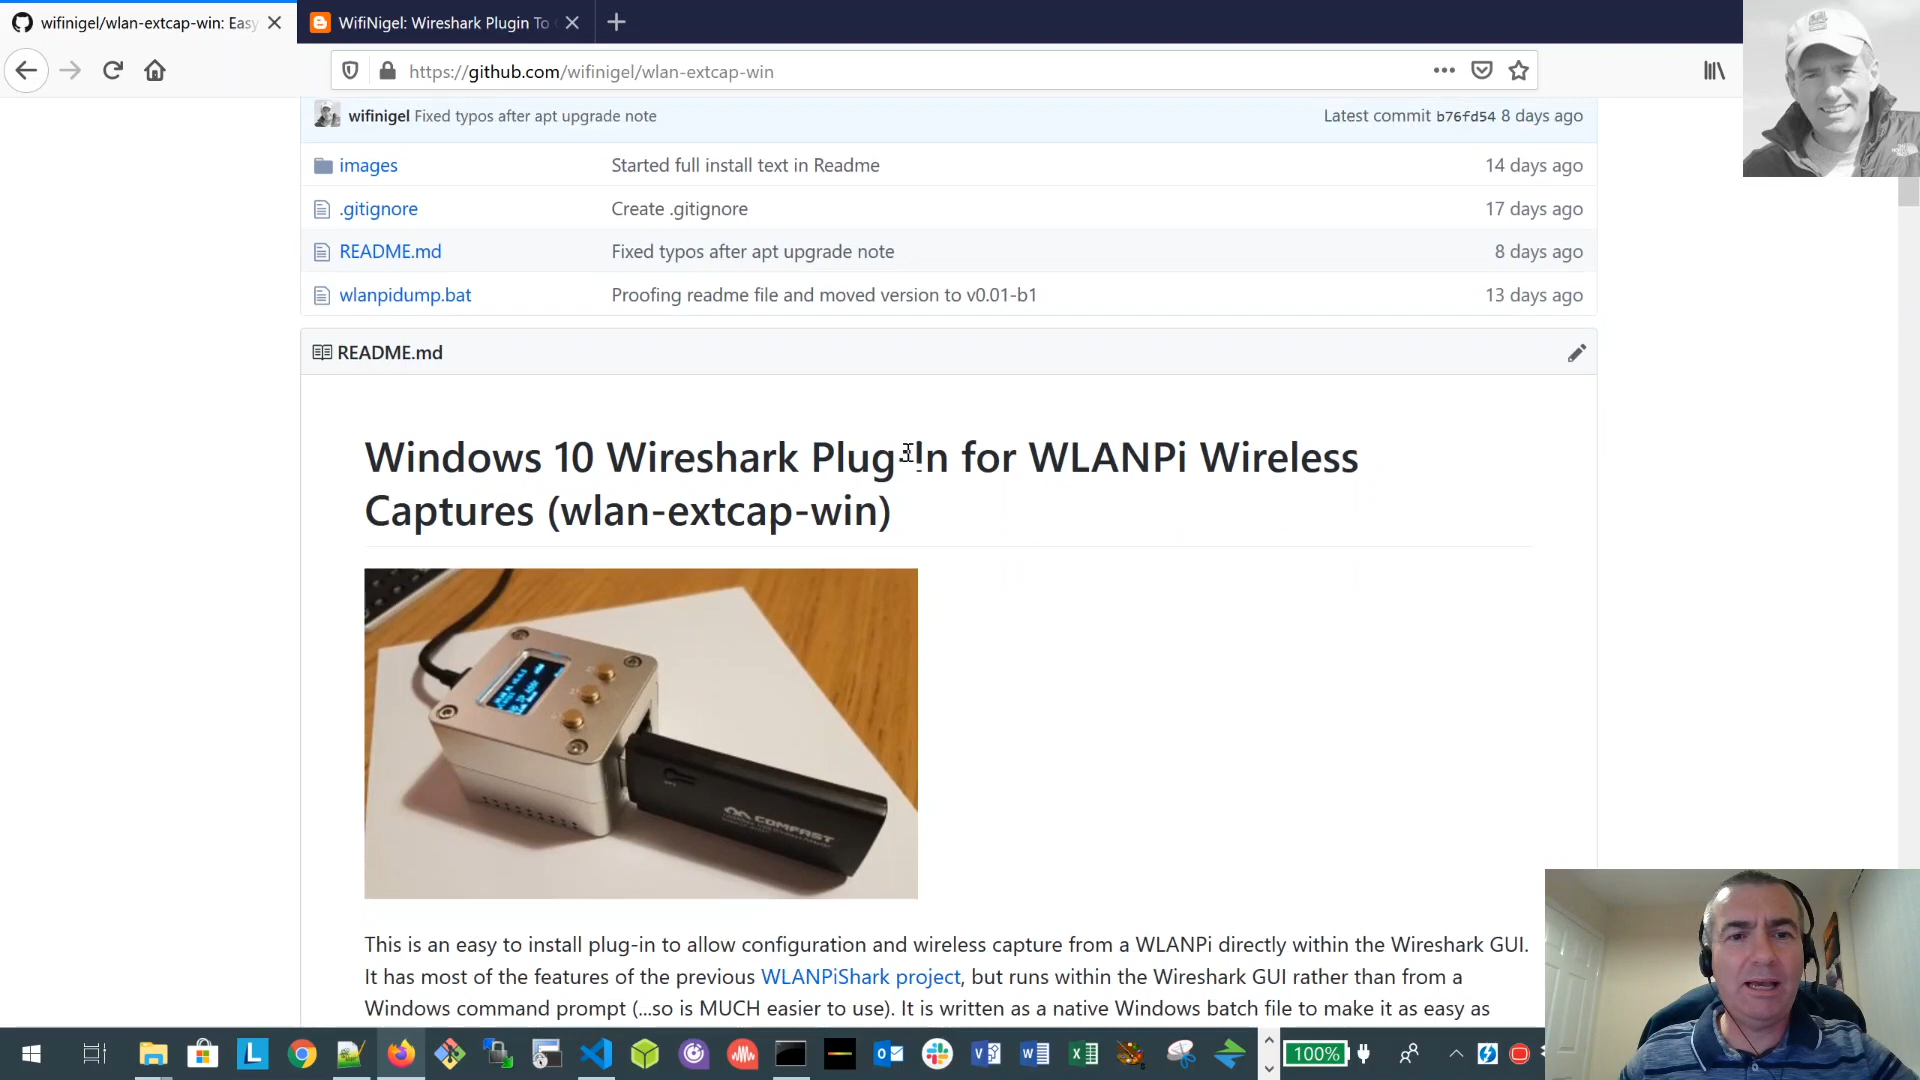 wifinigel/wlan-extcap-win: Easy
WifiNigel: Wireshark Plugin To
https://github.com/wifinigel/wlan-extcap-win
wifinigel Fixed typos after apt upgrade note
Latest commit b76fd54 8 days ago
images Started full install text in Readme 14 days ago
.gitignore Create .gitignore 17 days ago
README.md Fixed typos after apt upgrade note 8 days ago
wlanpidump.bat Proofing readme file and moved version to v0.01-b1 13 days ago
README.md
Windows 10 Wireshark Plug-In for WLANPi Wireless
Captures (wlan-extcap-win)
COMFAST
This is an easy to install plug-in to allow configuration and wireless capture from a WLANPi directly within the Wireshark GUI.
It has most of the features of the previous WLANPiShark project, but runs within the Wireshark GUI rather than from a
Windows command prompt (...so is MUCH easier to use). It is written as a native Windows batch file to make it as easy as
100%